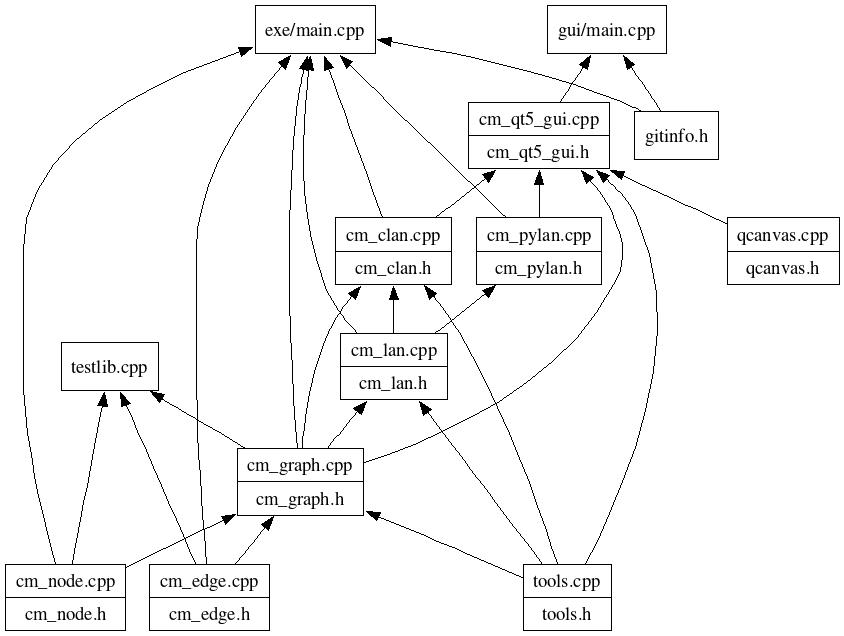 exe/main.cpp
gui/main.cpp
cm_qt5_gui.cpp
cm_qt5_gui.h
gitinfo.h
cm_clan.cpp
cm_clan.h
cm_pylan.cpp
cm_pylan.h
qcanvas.cpp
qcanvas.h
cm_lan.cpp
cm_lan.h
testlib.cpp
cm_graph.cpp
cm_graph.h
cm_node.cpp
cm_node.h
cm_edge.cpp
cm_edge.h
tools.cpp
tools.h